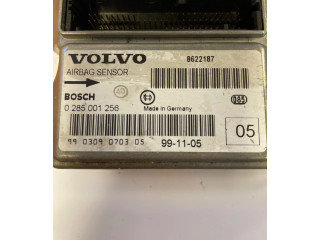 VOLVO
8622187
AIRBAG SENSOR
BOSCH
0 285 001 256
Made in Germany
05
99 0309 0703 05
99-11-05